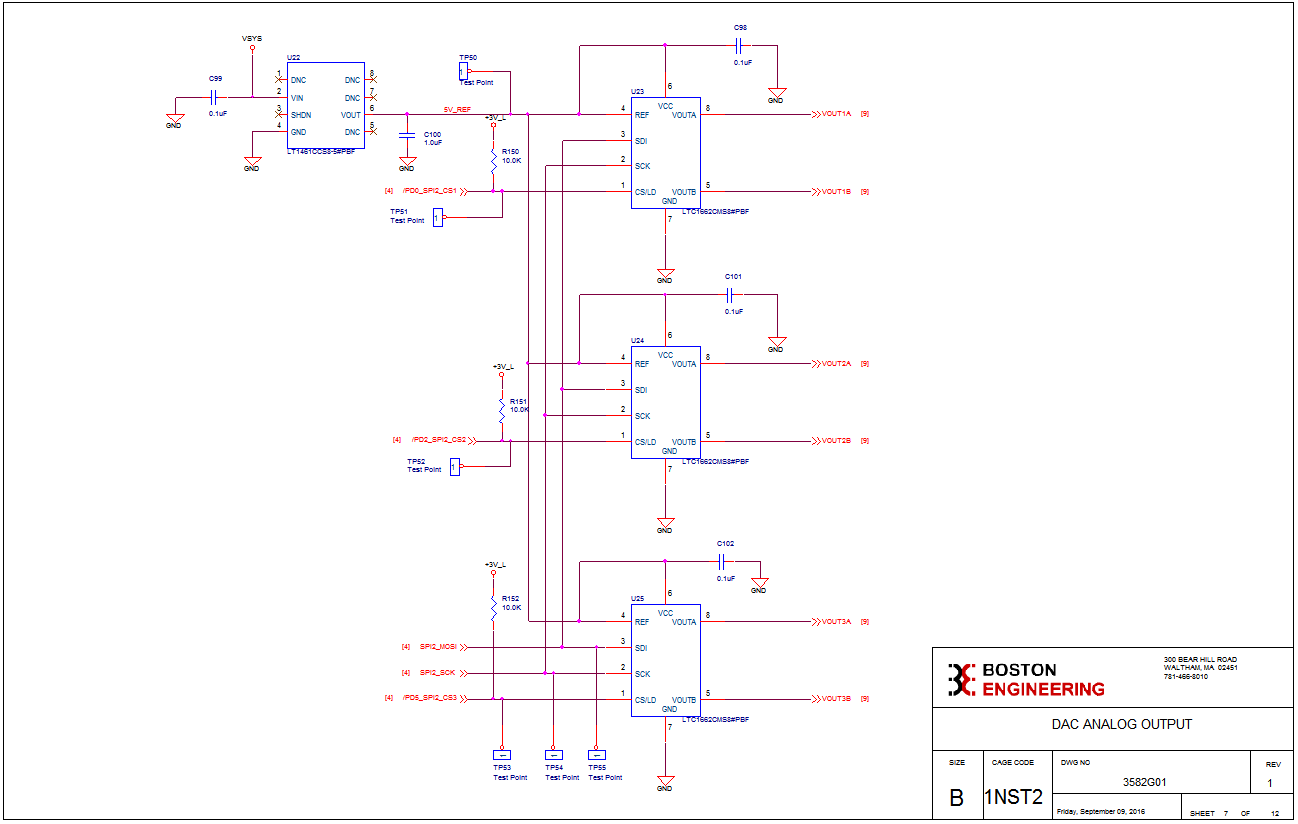 VSYS
C99
0.1uF
GND
GND
U22
1 DNC
2 VIN
3 SHDN
4 GND
DNC 8
DNC 7
VOUT 6
DNC 5
LT1461CCS8-5#PBF
TP50
1
Test Point
5V_REF
C100
1.0uF
GND
+3V_L
R150
10.0K
[4] /PD0_SPI2_CS1
TP51
Test Point
1
C98
0.1uF
GND
U23
6
VCC
4 REF
3 SDI
2 SCK
1 CS/LD
VOUTA 8
VOUTB 5
GND
7
LTC1662CMS8#PBF
GND
VOUT1A [9]
VOUT1B [9]
C101
0.1uF
GND
U24
6
VCC
4 REF
3 SDI
2 SCK
1 CS/LD
VOUTA 8
VOUTB 5
GND
7
LTC1662CMS8#PBF
GND
VOUT2A [9]
VOUT2B [9]
+3V_L
R151
10.0K
[4] /PD2_SPI2_CS2
TP52
Test Point
1
C102
0.1uF
GND
U25
6
VCC
4 REF
3 SDI
2 SCK
1 CS/LD
VOUTA 8
VOUTB 5
GND
7
LTC1662CMS8#PBF
GND
VOUT3A [9]
VOUT3B [9]
+3V_L
R152
10.0K
[4] SPI2_MOSI
[4] SPI2_SCK
[4] /PD5_SPI2_CS3
1
TP53
Test Point
1
TP54
Test Point
1
TP55
Test Point
BOSTON
ENGINEERING
300 BEAR HILL ROAD
WALTHAM, MA 02451
781-466-8010
DAC ANALOG OUTPUT
SIZE
B
CAGE CODE
1NST2
DWG NO
3582G01
REV
1
Friday, September 09, 2016
SHEET 7 OF 12